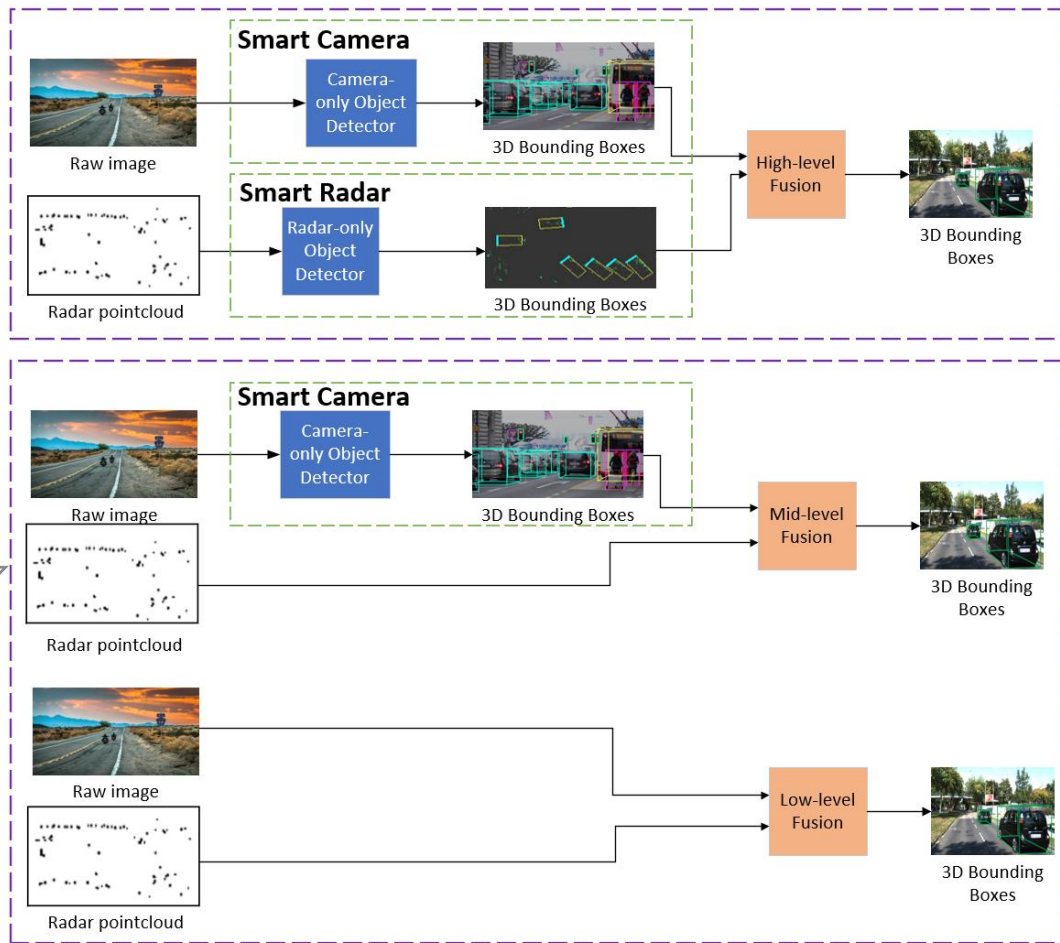 Smart Camera
Camera-
only Object
Detector
Raw image
3D Bounding Boxes
High-level
Fusion
3D Bounding
Boxes
Smart Radar
Radar-only
Object
Detector
Radar pointcloud
3D Bounding Boxes
Smart Camera
Camera-
only Object
Detector
Raw image
3D Bounding Boxes
Mid-level
Fusion
3D Bounding
Boxes
Radar pointcloud
Raw image
Low-level
Fusion
3D Bounding
Boxes
Radar pointcloud